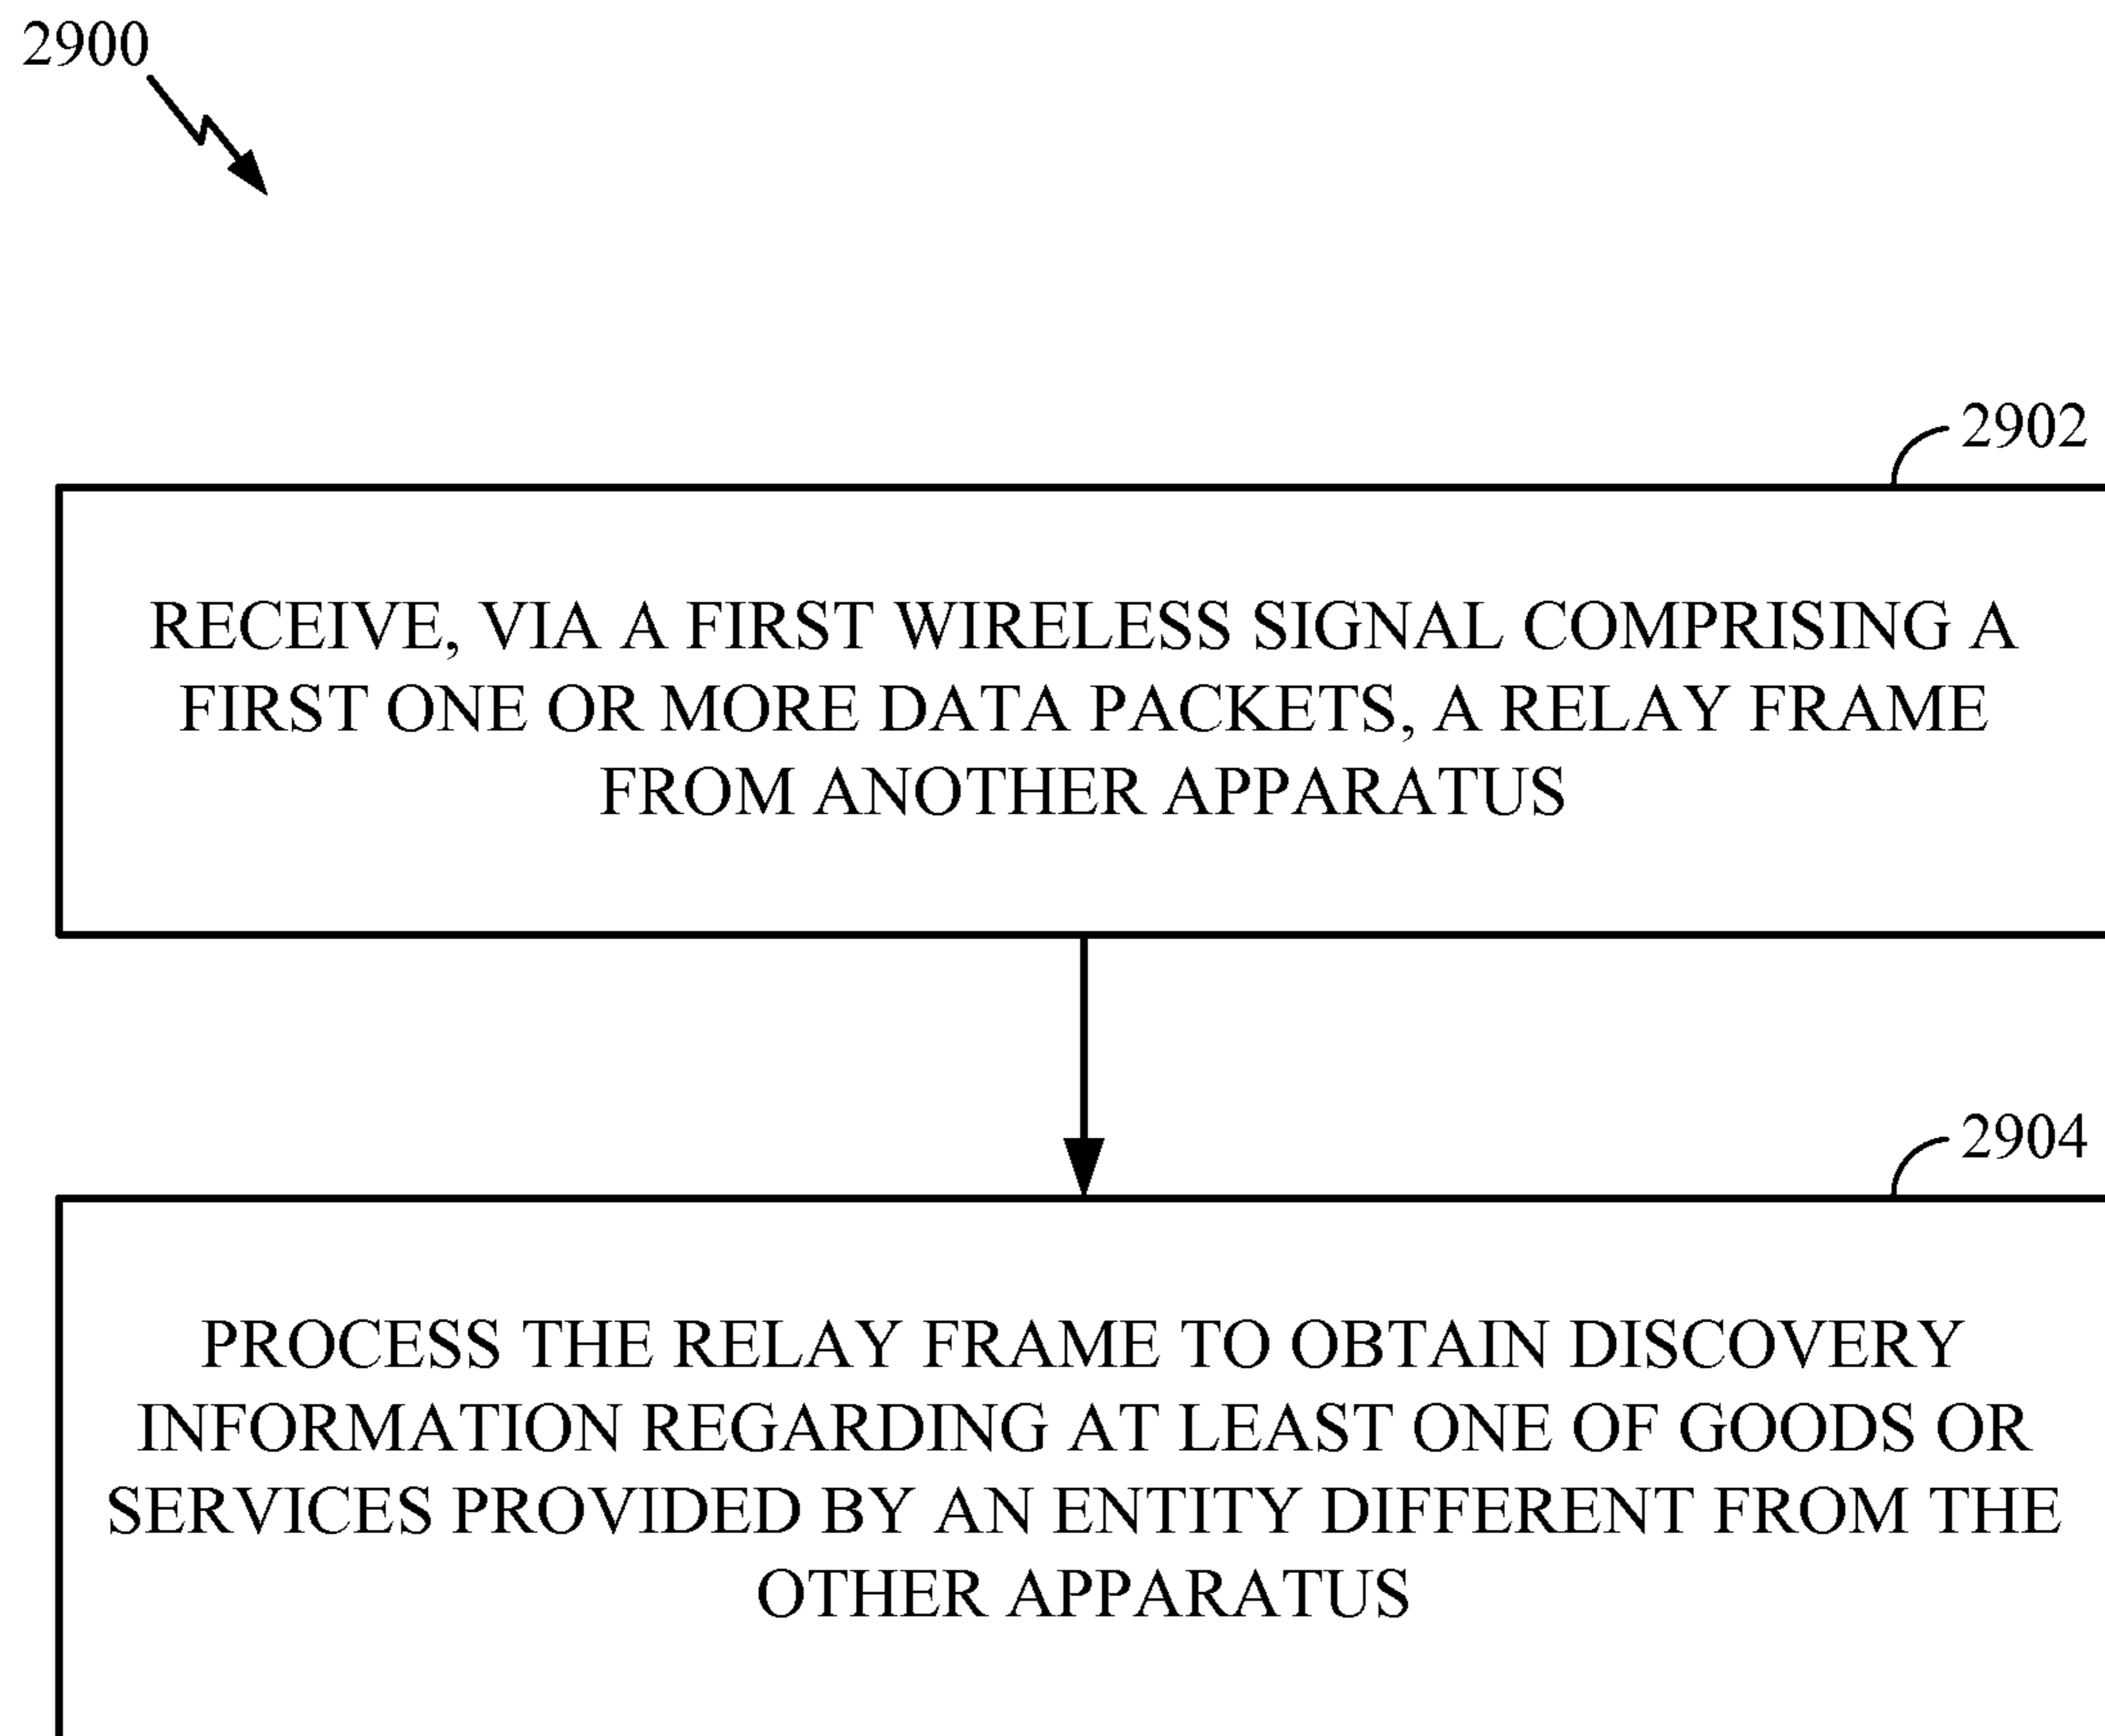 2900
2902
RECEIVE, VIA A FIRST WIRELESS SIGNAL COMPRISING A
FIRST ONE OR MORE DATA PACKETS, A RELAY FRAME
FROM ANOTHER APPARATUS
2904
PROCESS THE RELAY FRAME TO OBTAIN DISCOVERY
INFORMATION REGARDING AT LEAST ONE OF GOODS OR
SERVICES PROVIDED BY AN ENTITY DIFFERENT FROM THE
OTHER APPARATUS